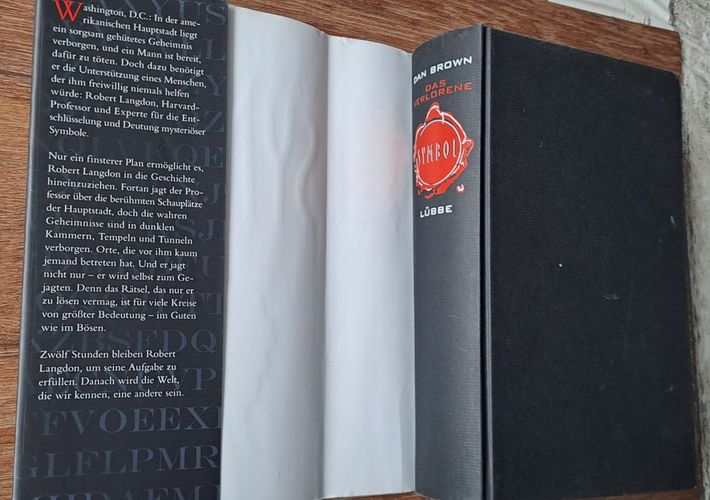 Washington, D.C.: In der ame-
rikanischen Hauptstadt liegt
ein sorgsam gehütetes Geheimnis
verborgen, und ein Mann ist bereit,
dafür zu töten. Doch dazu benötigt
er die Unterstützung eines Menschen,
der ihm freiwillig niemals helfen
würde: Robert Langdon, Harvard-
Professor und Experte für die Ent-
schlüsselung und Deutung mysteriöser
Symbole.
Nur ein finsterer Plan ermöglicht es,
Robert Langdon in die Geschichte
hineinzuziehen. Fortan jagt der Pro-
fessor über die berühmten Schauplätze
der Hauptstadt, doch die wahren
Geheimnisse sind in dunklen
Kammern, Tempeln und Tunneln
verborgen. Orte, die vor ihm kaum
jemand betreten hat. Und er jagt
nicht nur – er wird selbst zum Ge-
jagten. Denn das Rätsel, das nur er
zu lösen vermag, ist für viele Kreise
von größter Bedeutung – im Guten
wie im Bösen.
Zwölf Stunden bleiben Robert
Langdon, um seine Aufgabe zu
erfüllen. Danach wird die Welt,
die wir kennen, eine andere sein.
FVOEEX
GLFLPMR
DAN BROWN
DAS
VERLORENE
SYMBOL
LÜBBE